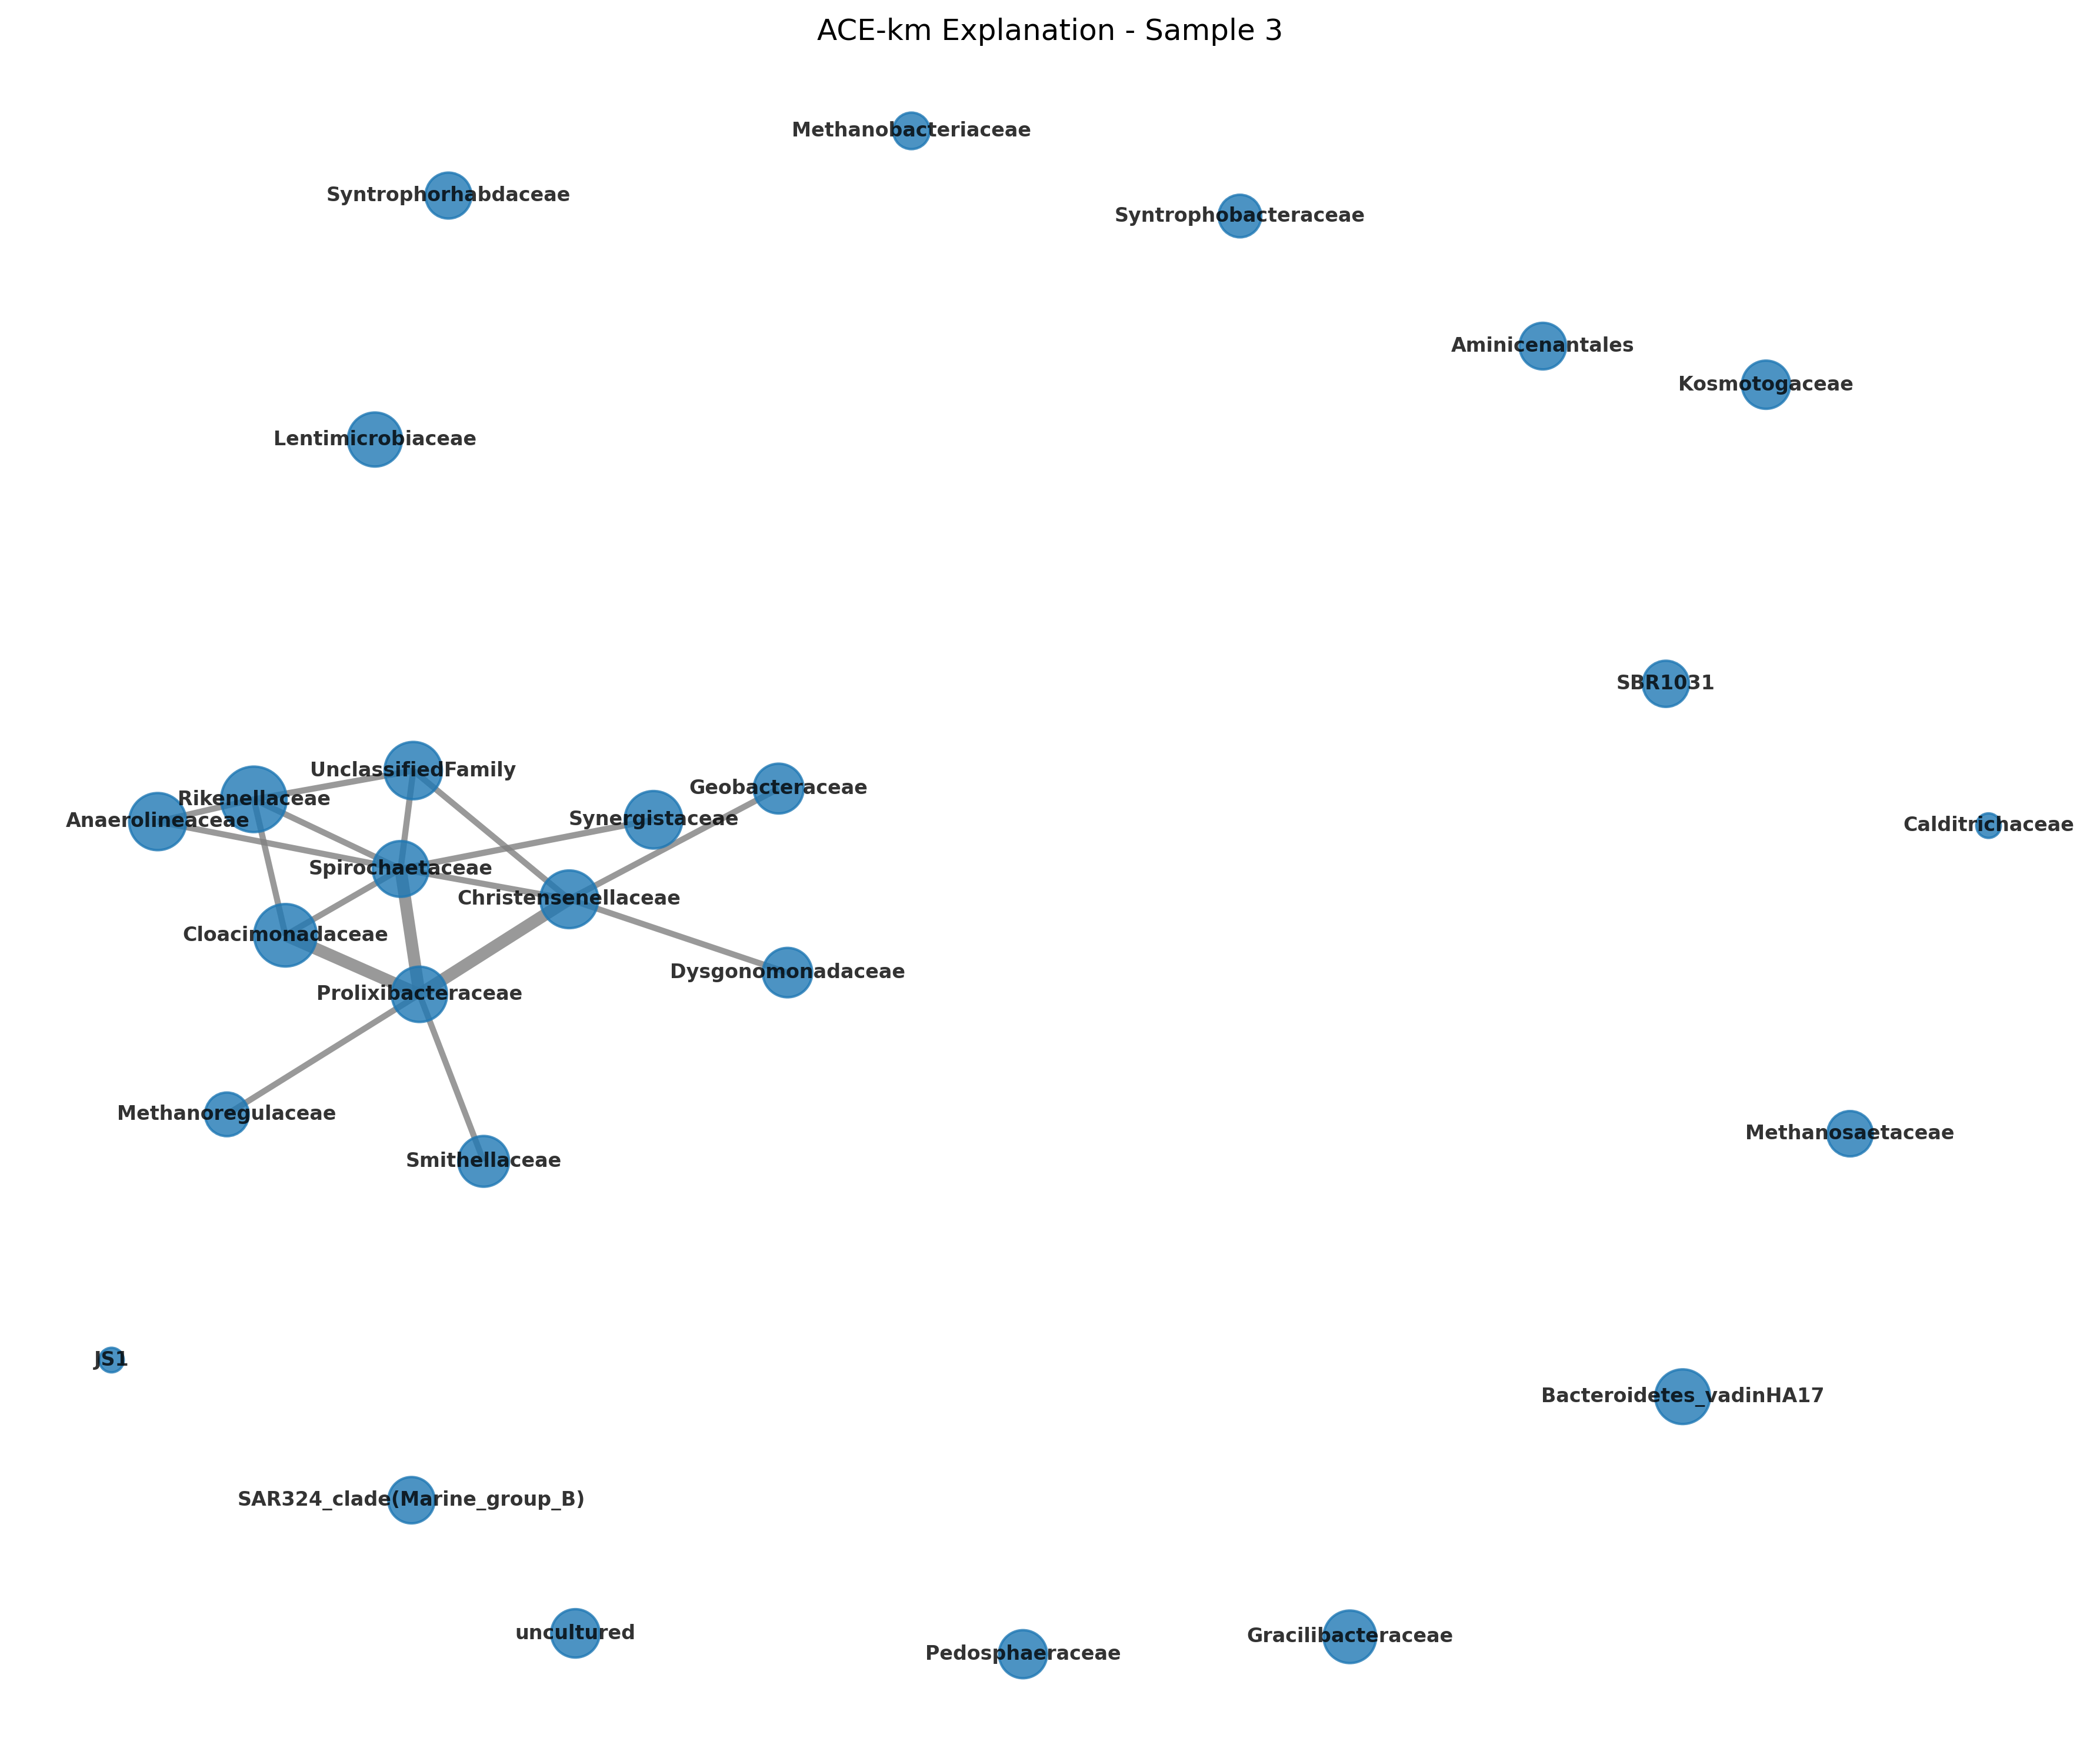 ACE-km Explanation - Sample 3
Methanobacteriaceae
Syntrophorhabdaceae
Syntrophobacteraceae
Aminicenantales
Kosmotogaceae
Lentimicrobiaceae
SBR1031
UnclassifiedFamily
Geobacteraceae
Rikenellaceae
Synergistaceae
Anaerolineaceae
Calditrichaceae
Spirochaetaceae
Christensenellaceae
Cloacimonadaceae
Dysgonomonadaceae
Prolixibacteraceae
Methanoregulaceae
Methanosaetaceae
Smithellaceae
JS1
Bacteroidetes_vadinHA17
SAR324_clade(Marine_group_B)
uncultured
Gracilibacteraceae
Pedosphaeraceae